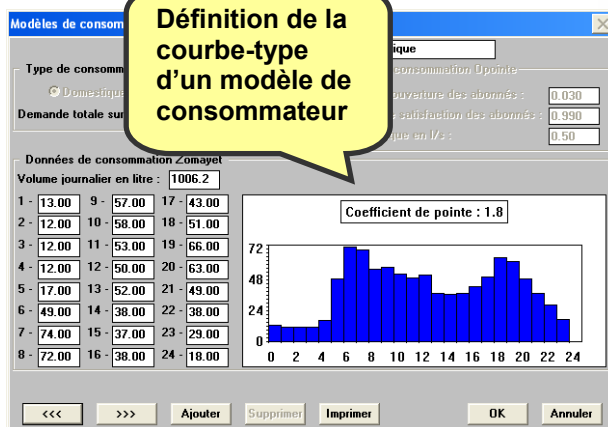 Modèles de consom
Définition de la
courbe-type
d'un modèle de
consommateur
ique
Type de consomm
consommation Qpointe
Domestique
ouverture des abonnés : 0.030
Demande totale sur
satisfaction des abonnés : 0.990
que en l/s : 0.50
Données de consommation Zomayet
Volume journalier en litre : 1006.2
1 - 13.00 9 - 57.00 17 - 43.00
2 - 12.00 10 - 58.00 18 - 51.00
3 - 12.00 11 - 53.00 19 - 66.00
4 - 12.00 12 - 50.00 20 - 63.00
5 - 17.00 13 - 52.00 21 - 49.00
6 - 49.00 14 - 38.00 22 - 38.00
7 - 74.00 15 - 37.00 23 - 29.00
8 - 72.00 16 - 38.00 24 - 18.00
Coefficient de pointe : 1.8
72
48
24
0
0 2 4 6 8 10 12 14 16 18 20 22 24
<<< >>> Ajouter Supprimer Imprimer OK Annuler